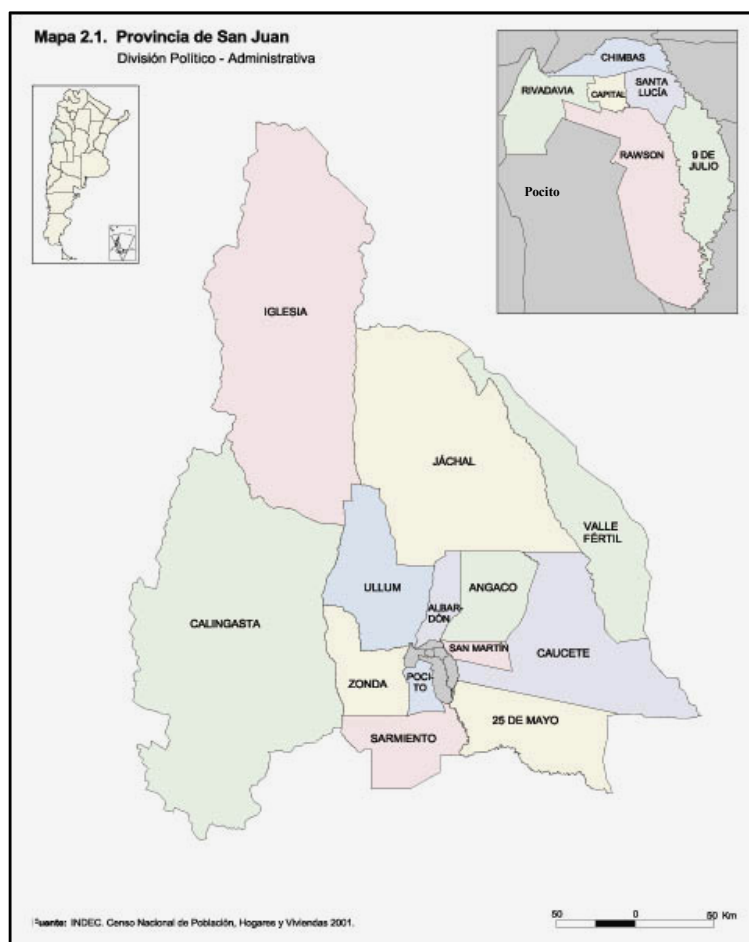 Mapa 2.1. Provincia de San Juan
División Político - Administrativa
CHIMBAS
RIVADAVIA
CAPITAL
SANTA
LUCÍA
RAWSON
9 DE
JULIO
Pocito
IGLESIA
JÁCHAL
VALLE
FÉRTIL
ULLUM
ALBAR-
DÓN
ANGACO
CALINGASTA
SAN MARTÍN
CAUCETE
ZONDA
POCI-
TO
25 DE MAYO
SARMIENTO
Fuente: INDEC. Censo Nacional de Población, Hogares y Viviendas 2001.
50 0 50 Km